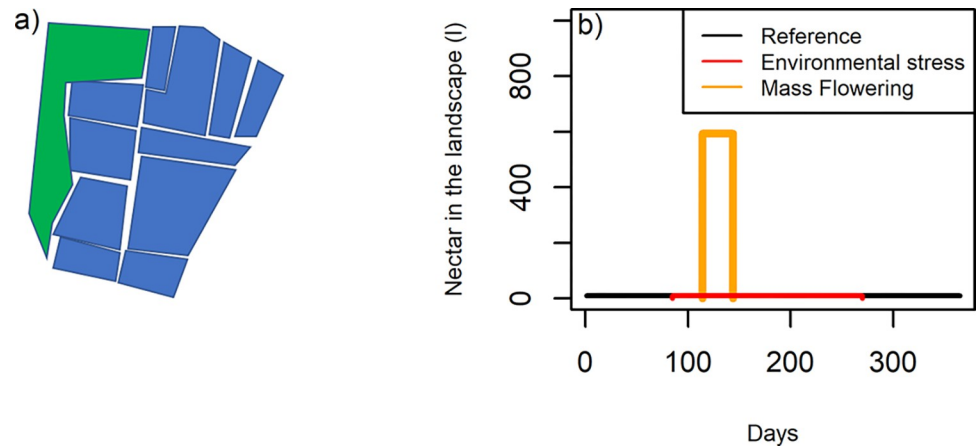 a)
b)
Reference
Environmental stress
Mass Flowering
Nectar in the landscape (l)
800
400
0
0 100 200 300
Days